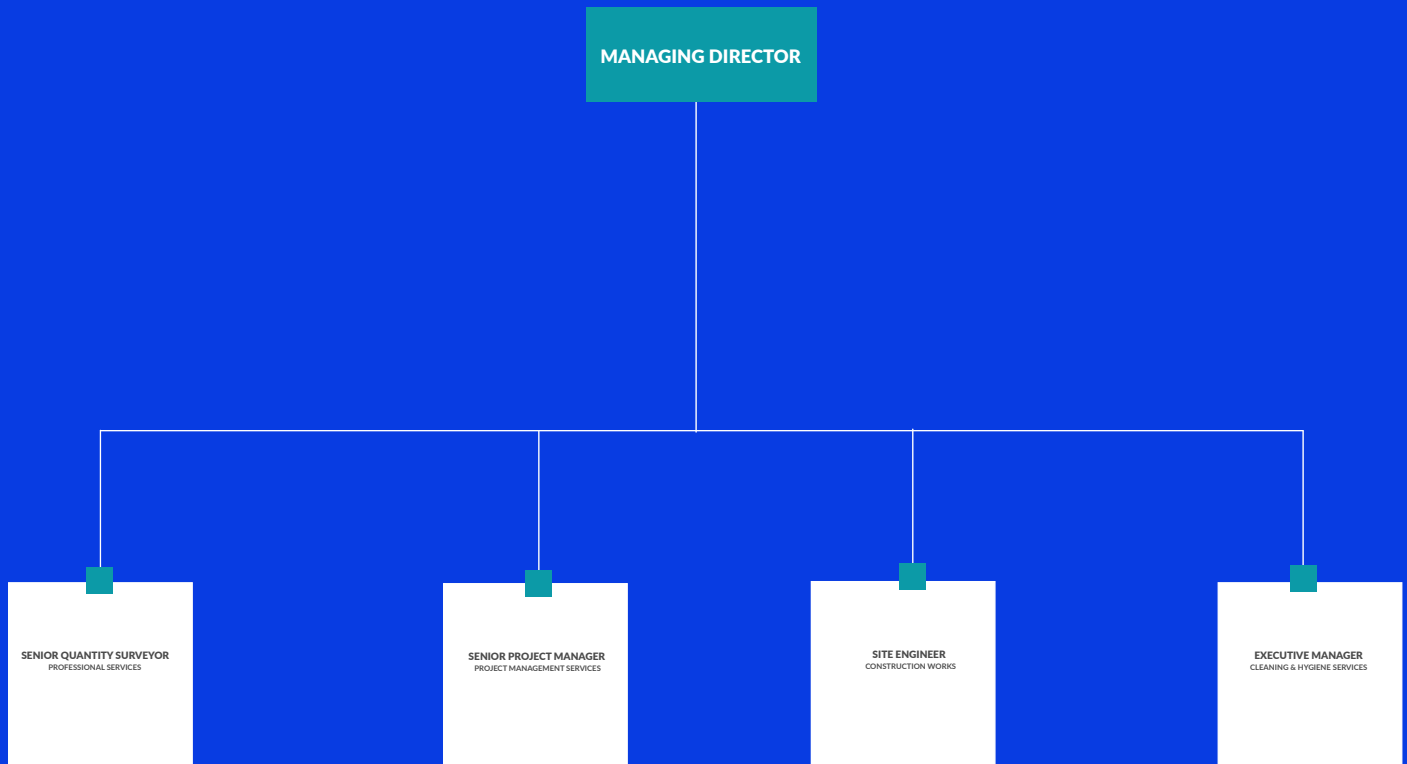 MANAGING DIRECTOR
SENIOR QUANTITY SURVEYOR
PROFESSIONAL SERVICES
SENIOR PROJECT MANAGER
PROJECT MANAGEMENT SERVICES
SITE ENGINEER
CONSTRUCTION WORKS
EXECUTIVE MANAGER
CLEANING & HYGIENE SERVICES